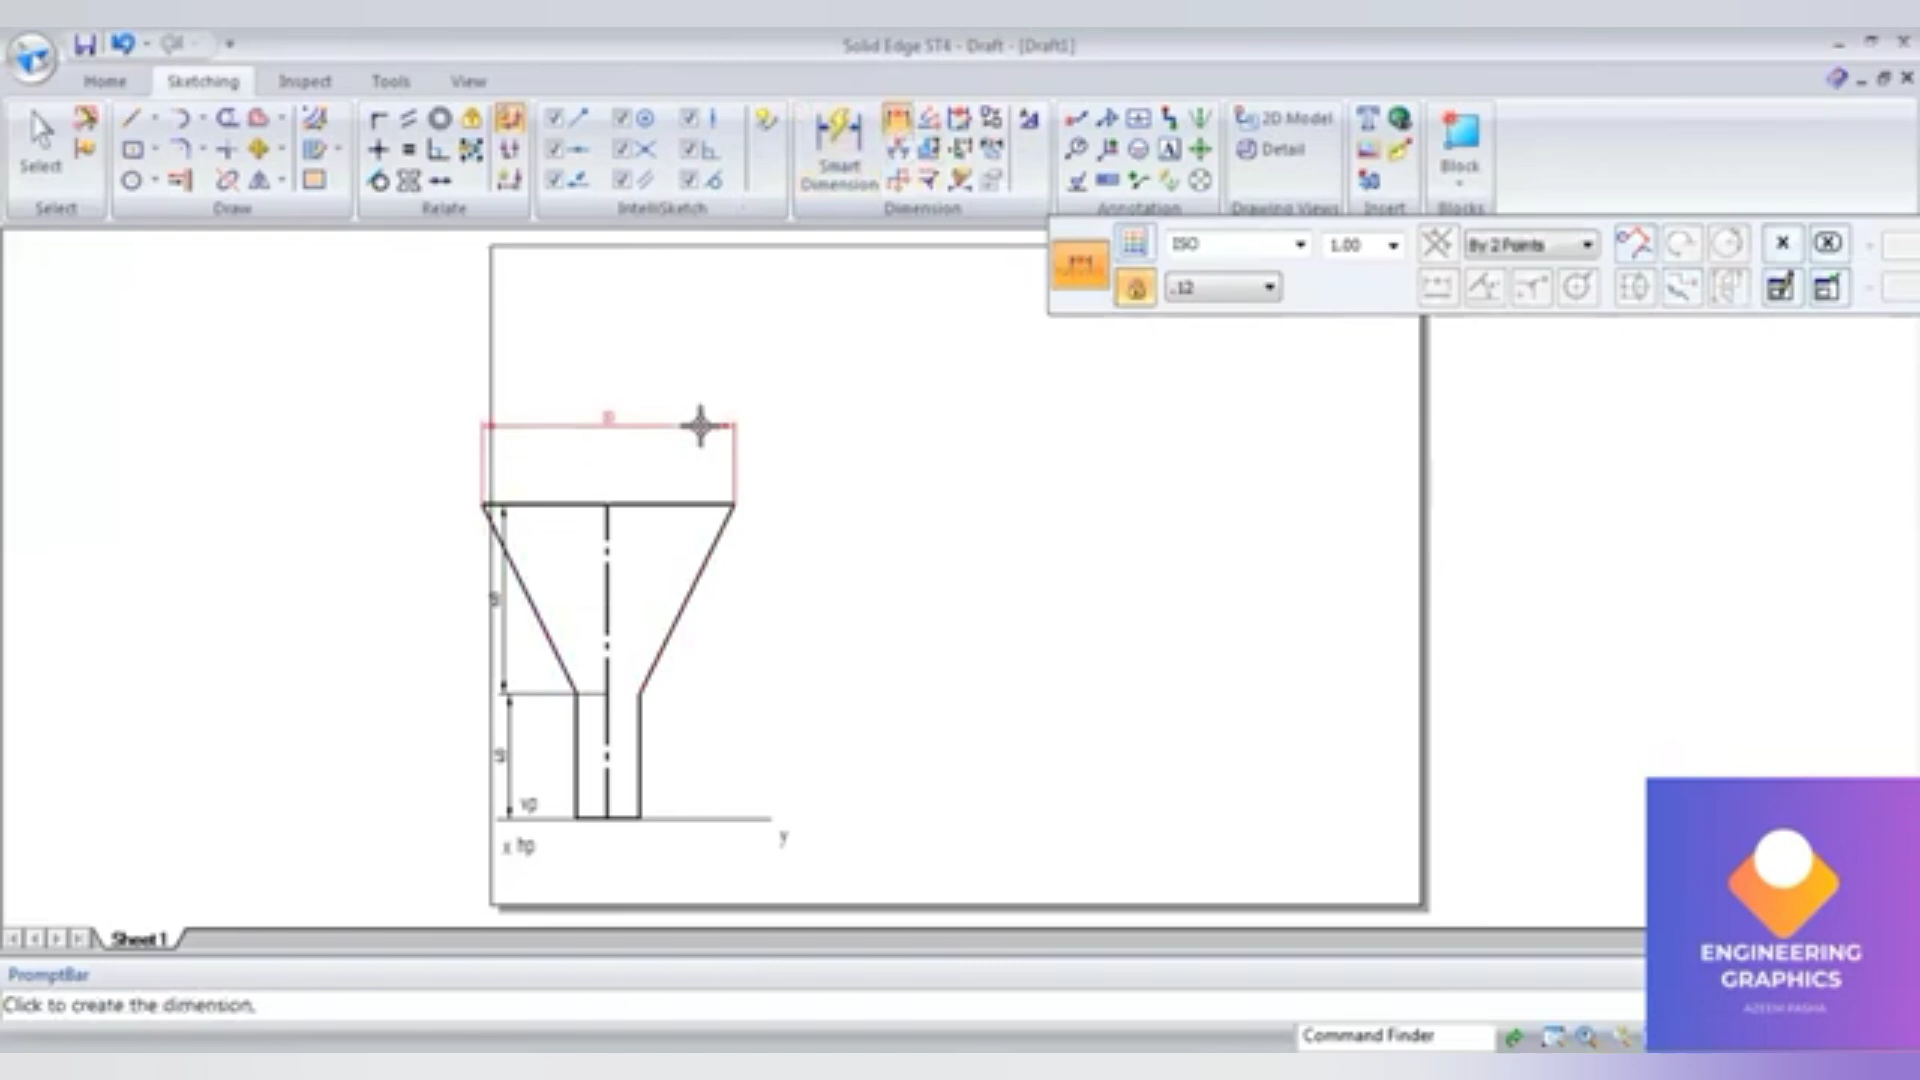 Solid Edge ST4 - Draft - [Draft1]
Home Sketching Inspect Tools View
Select
Smart Dimension
2D Model
Detail
Block
Select Draw Relate IntelliSketch Dimension Annotation Drawing Views Insert Blocks
ISO 1.00 By 2 Points
.12
vp
x hp
y
Sheet1
PromptBar
Click to create the dimension.
Command Finder
ENGINEERING
GRAPHICS
AZEEM PASHA